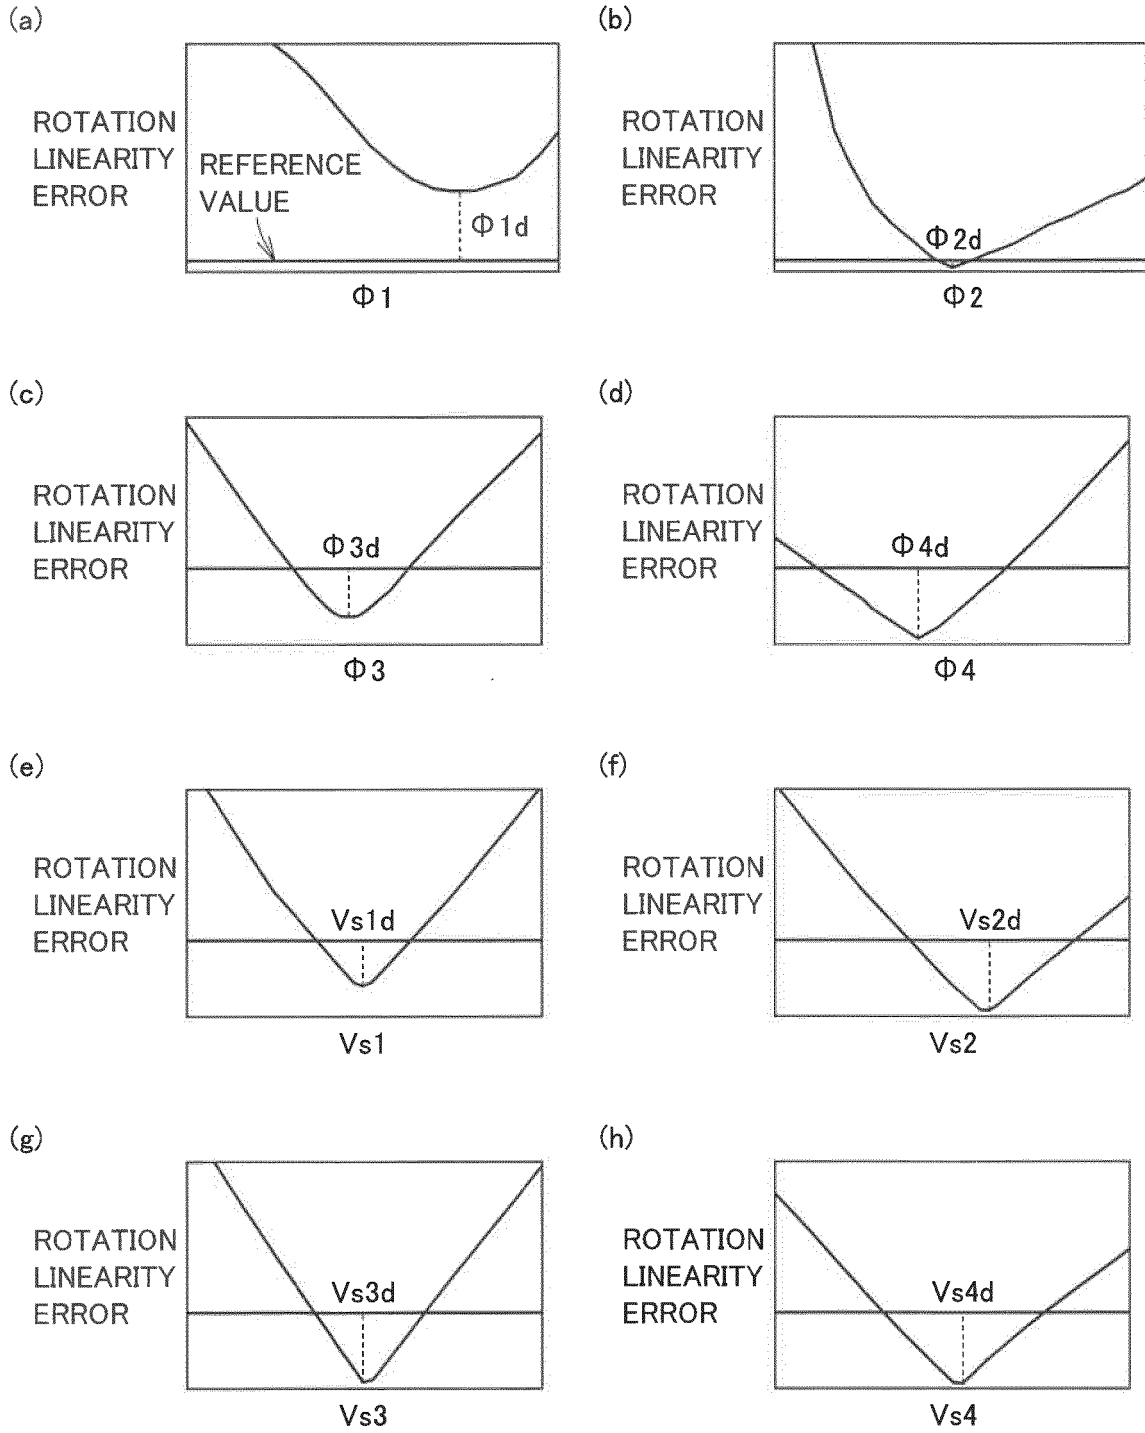 (a)
ROTATION
LINEARITY
ERROR
REFERENCE
VALUE
Φ1d
Φ1
(b)
ROTATION
LINEARITY
ERROR
Φ2d
Φ2
(c)
ROTATION
LINEARITY
ERROR
Φ3d
Φ3
(d)
ROTATION
LINEARITY
ERROR
Φ4d
Φ4
(e)
ROTATION
LINEARITY
ERROR
Vs1d
Vs1
(f)
ROTATION
LINEARITY
ERROR
Vs2d
Vs2
(g)
ROTATION
LINEARITY
ERROR
Vs3d
Vs3
(h)
ROTATION
LINEARITY
ERROR
Vs4d
Vs4